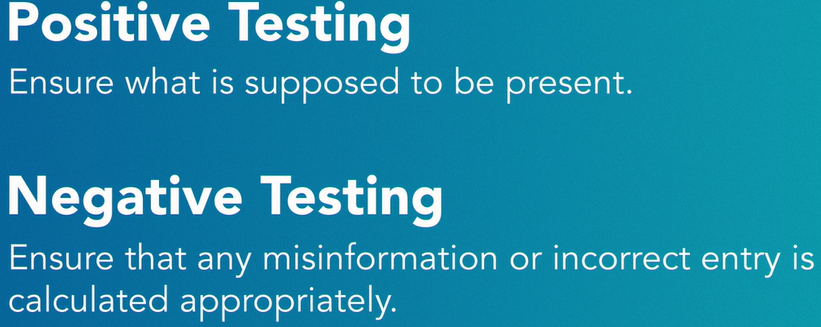 Positive Testing
Ensure what is supposed to be present.
Negative Testing
Ensure that any misinformation or incorrect entry is
calculated appropriately.